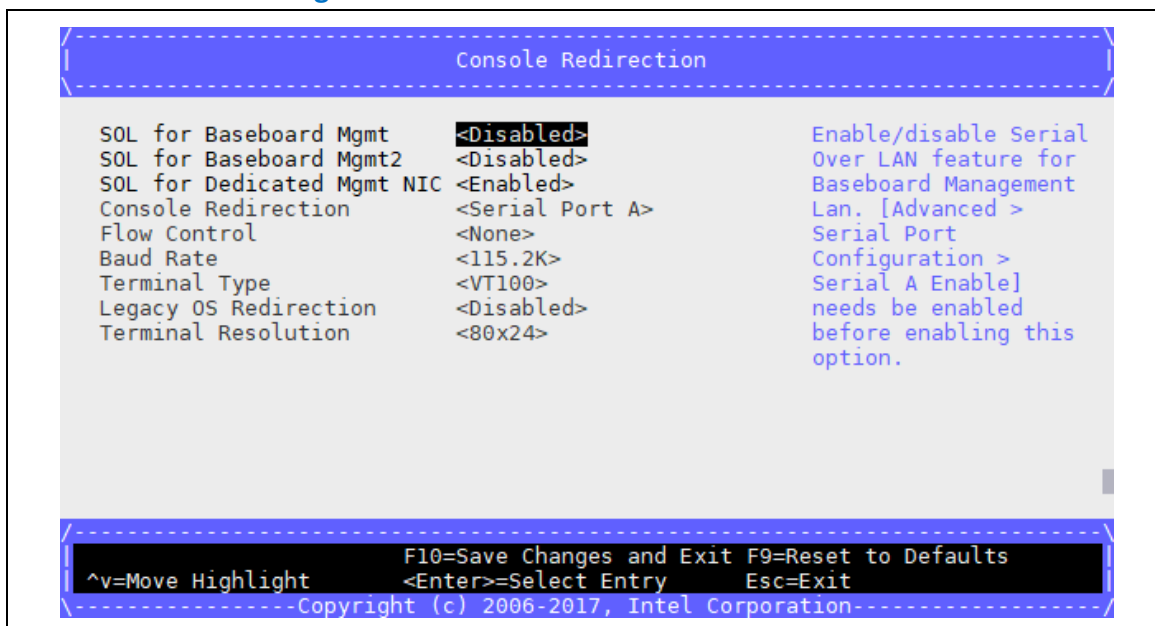 Console Redirection
SOL for Baseboard Mgmt <Disabled>
SOL for Baseboard Mgmt2 <Disabled>
SOL for Dedicated Mgmt NIC <Enabled>
Console Redirection <Serial Port A>
Flow Control <None>
Baud Rate <115.2K>
Terminal Type <VT100>
Legacy OS Redirection <Disabled>
Terminal Resolution <80x24>
Enable/disable Serial
Over LAN feature for
Baseboard Management
Lan. [Advanced >
Serial Port
Configuration >
Serial A Enable]
needs be enabled
before enabling this
option.
F10=Save Changes and Exit F9=Reset to Defaults
^v=Move Highlight <Enter>=Select Entry Esc=Exit
Copyright (c) 2006-2017, Intel Corporation